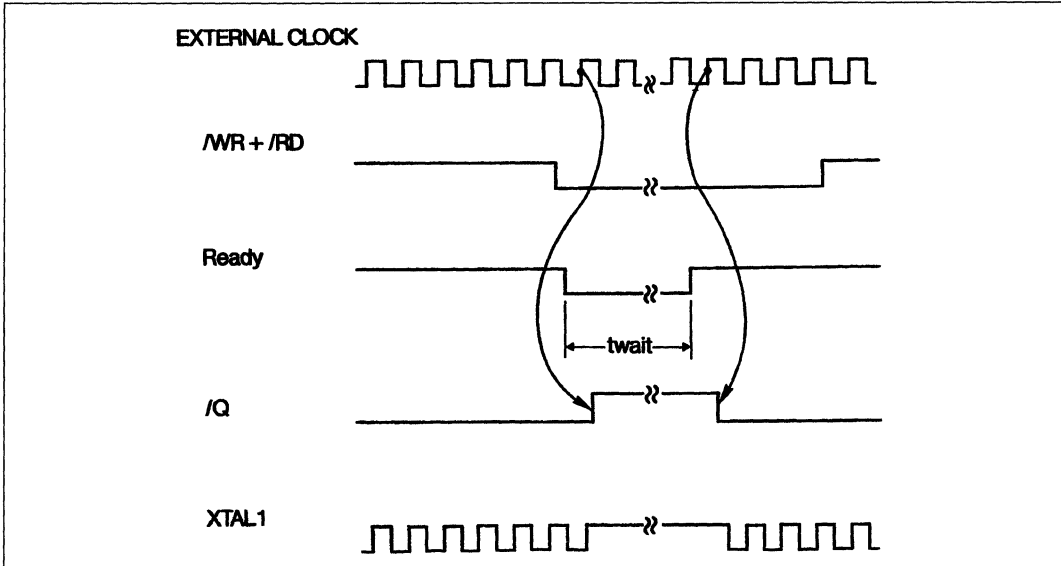 EXTERNAL CLOCK
/WR + /RD
Ready
twait
/Q
XTAL1